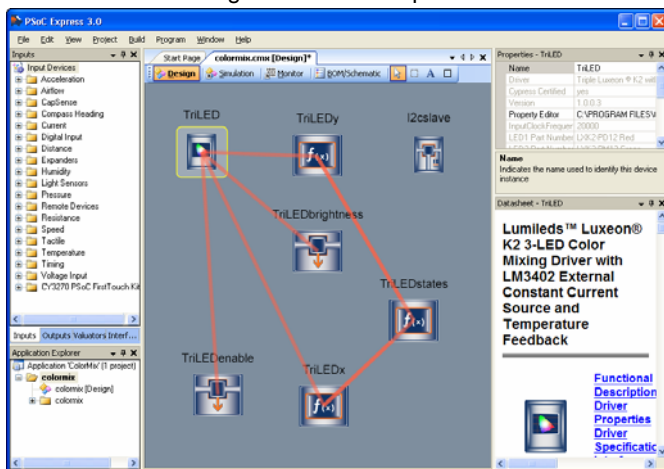 PSoC Express 3.0
File Edit View Project Build Program Window Help
Inputs
Input Devices
Acceleration
Airflow
CapSense
Compass Heading
Current
Digital Input
Distance
Expanders
Humidity
Light Sensors
Pressure
Remote Devices
Resistance
Speed
Tactile
Temperature
Timing
Voltage Input
CY3270 PSoC FirstTouch Kit
Inputs Outputs Valuators Interf...
Application Explorer
Application 'ColorMix' (1 project)
colormix
colormix [Design]
colormix
Start Page colormix.cmx [Design]*
Design Simulation Monitor BOM/Schematic
TriLED
TriLEDy
I2cslave
f(x)
TriLEDbrightness
TriLEDstates
f(x)
TriLEDenable
TriLEDx
f(x)
Properties - TriLED
Name TriLED
Driver Triple Luxeon ® K2 with
Cypress Certified yes
Version 1.0.0.3
Property Editor C:\PROGRAM FILES\
InputClockFrequer 20000
LED1 Part Number LXK2-PD12 Red
Name
Indicates the name used to identify this device
instance
Datasheet - TriLED
Lumileds™ Luxeon®
K2 3-LED Color
Mixing Driver with
LM3402 External
Constant Current
Source and
Temperature
Feedback
Functional
Description
Driver
Properties
Driver
Specificatic